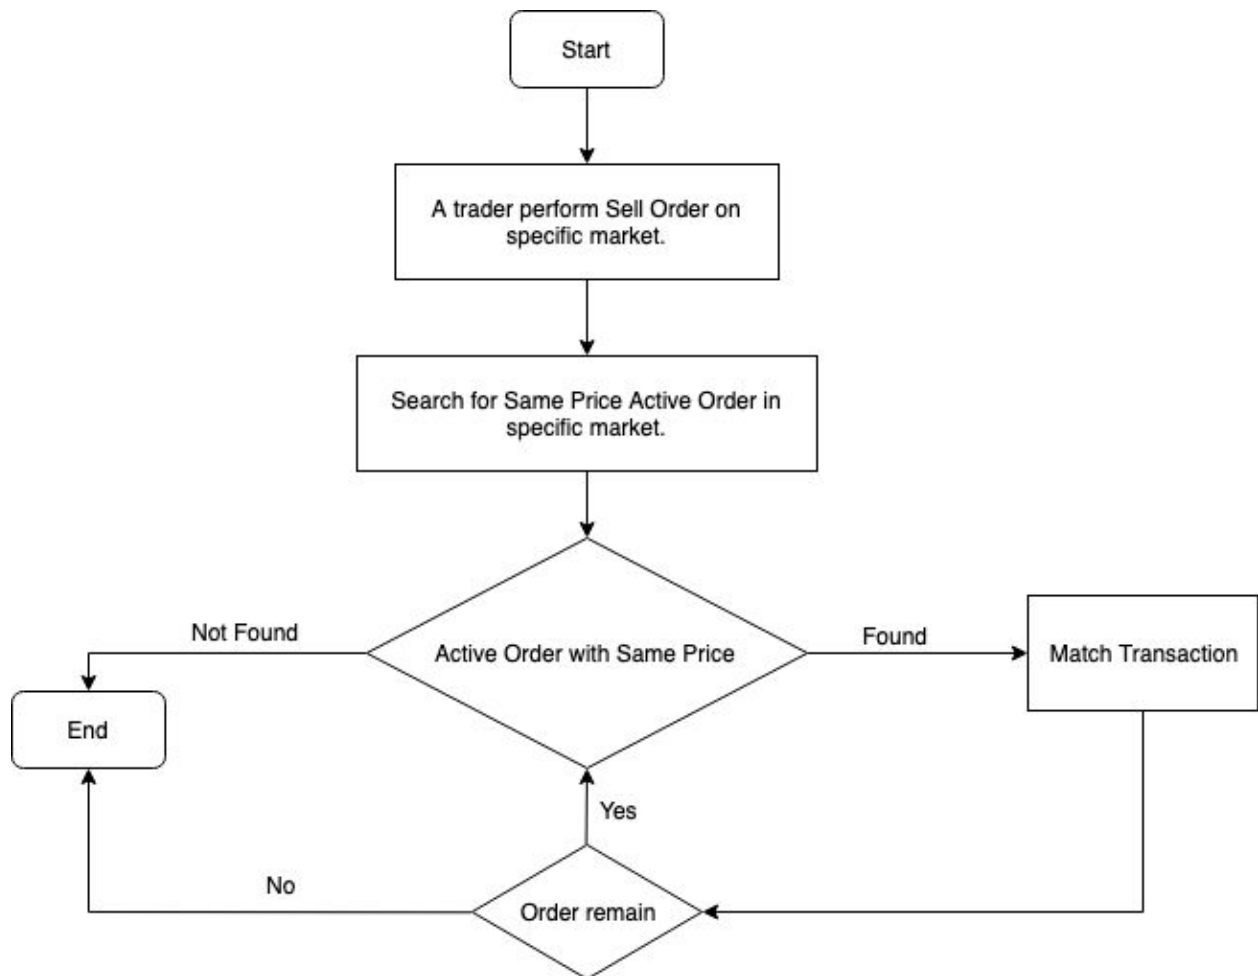 Start
A trader perform Sell Order on
specific market.
Search for Same Price Active Order in
specific market.
Not Found
Found
Active Order with Same Price
Match Transaction
End
Yes
No
Order remain